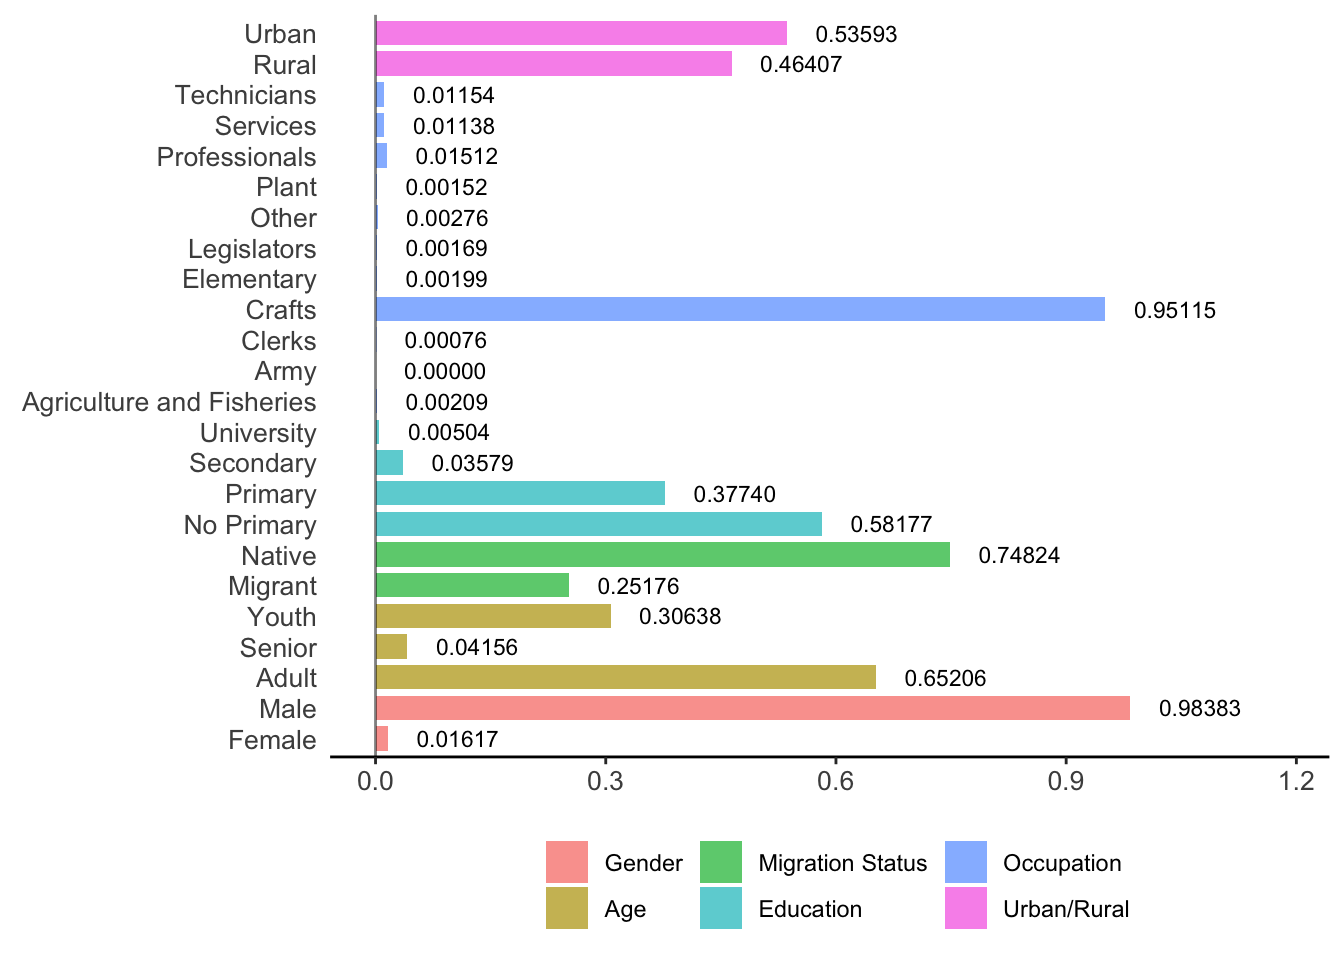 Urban 0.53593
Rural 0.46407
Technicians 0.01154
Services 0.01138
Professionals 0.01512
Plant 0.00152
Other 0.00276
Legislators 0.00169
Elementary 0.00199
Crafts 0.95115
Clerks 0.00076
Army 0.00000
Agriculture and Fisheries 0.00209
University 0.00504
Secondary 0.03579
Primary 0.37740
No Primary 0.58177
Native 0.74824
Migrant 0.25176
Youth 0.30638
Senior 0.04156
Adult 0.65206
Male 0.98383
Female 0.01617
0.0 0.3 0.6 0.9 1.2
Gender Migration Status Occupation
Age Education Urban/Rural